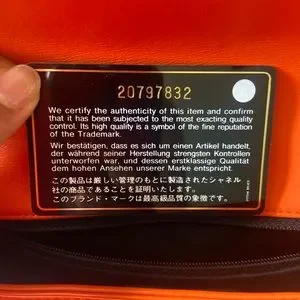 20797832
We certify the authenticity of this item and confirm
that it has been subjected to the most exacting quality
control. Its high quality is a symbol of the fine reputation
of the Trademark.
Wir bestätigen, dass es sich um einen Artikel handelt,
der während seiner Herstellung strengsten Kontrollen
unterworfen war, und dessen erstklassige Qualität
dem hohen Ansehen unserer Marke entspricht.
この製品は厳しい管理のもとに製造されたシャネル
社の商品であることを証明いたします。
このブランド・マークは最高級品質の象徴です。